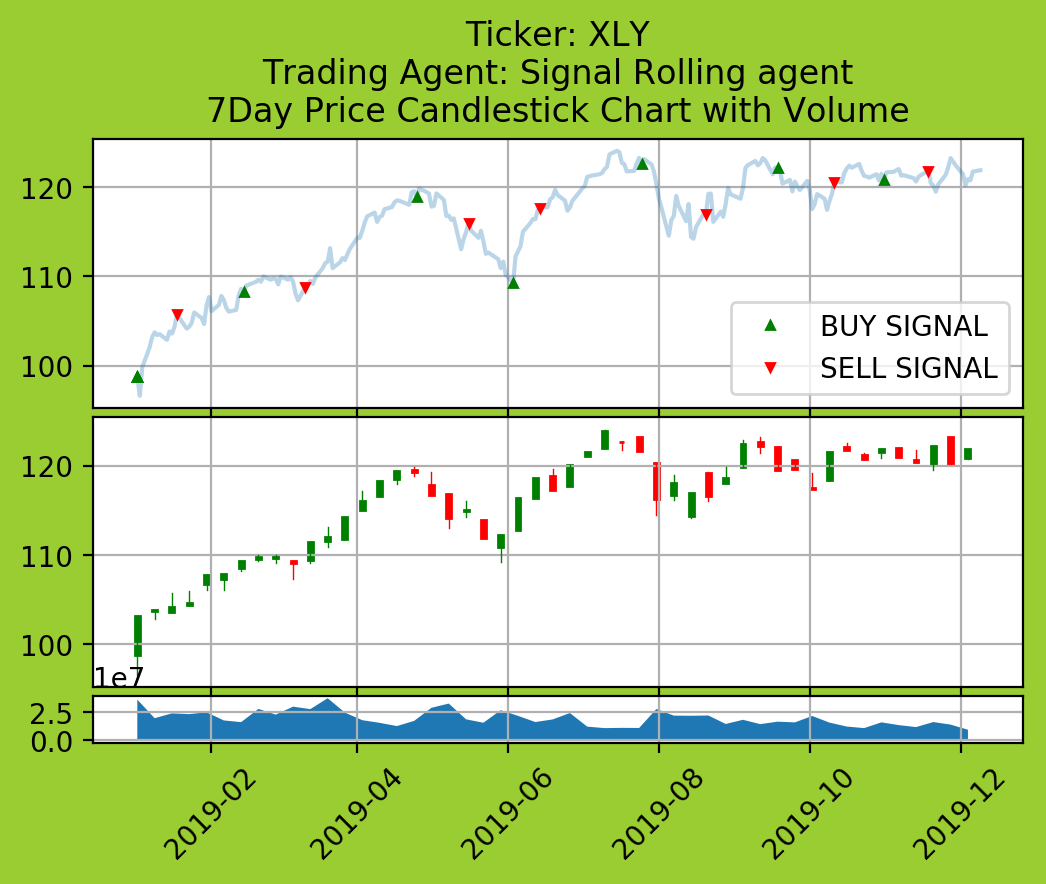 Ticker: XLY
Trading Agent: Signal Rolling agent
7Day Price Candlestick Chart with Volume
120
110
100
BUY SIGNAL
SELL SIGNAL
120
110
100
1e7
2.5
0.0
2019-02
2019-04
2019-06
2019-08
2019-10
2019-12